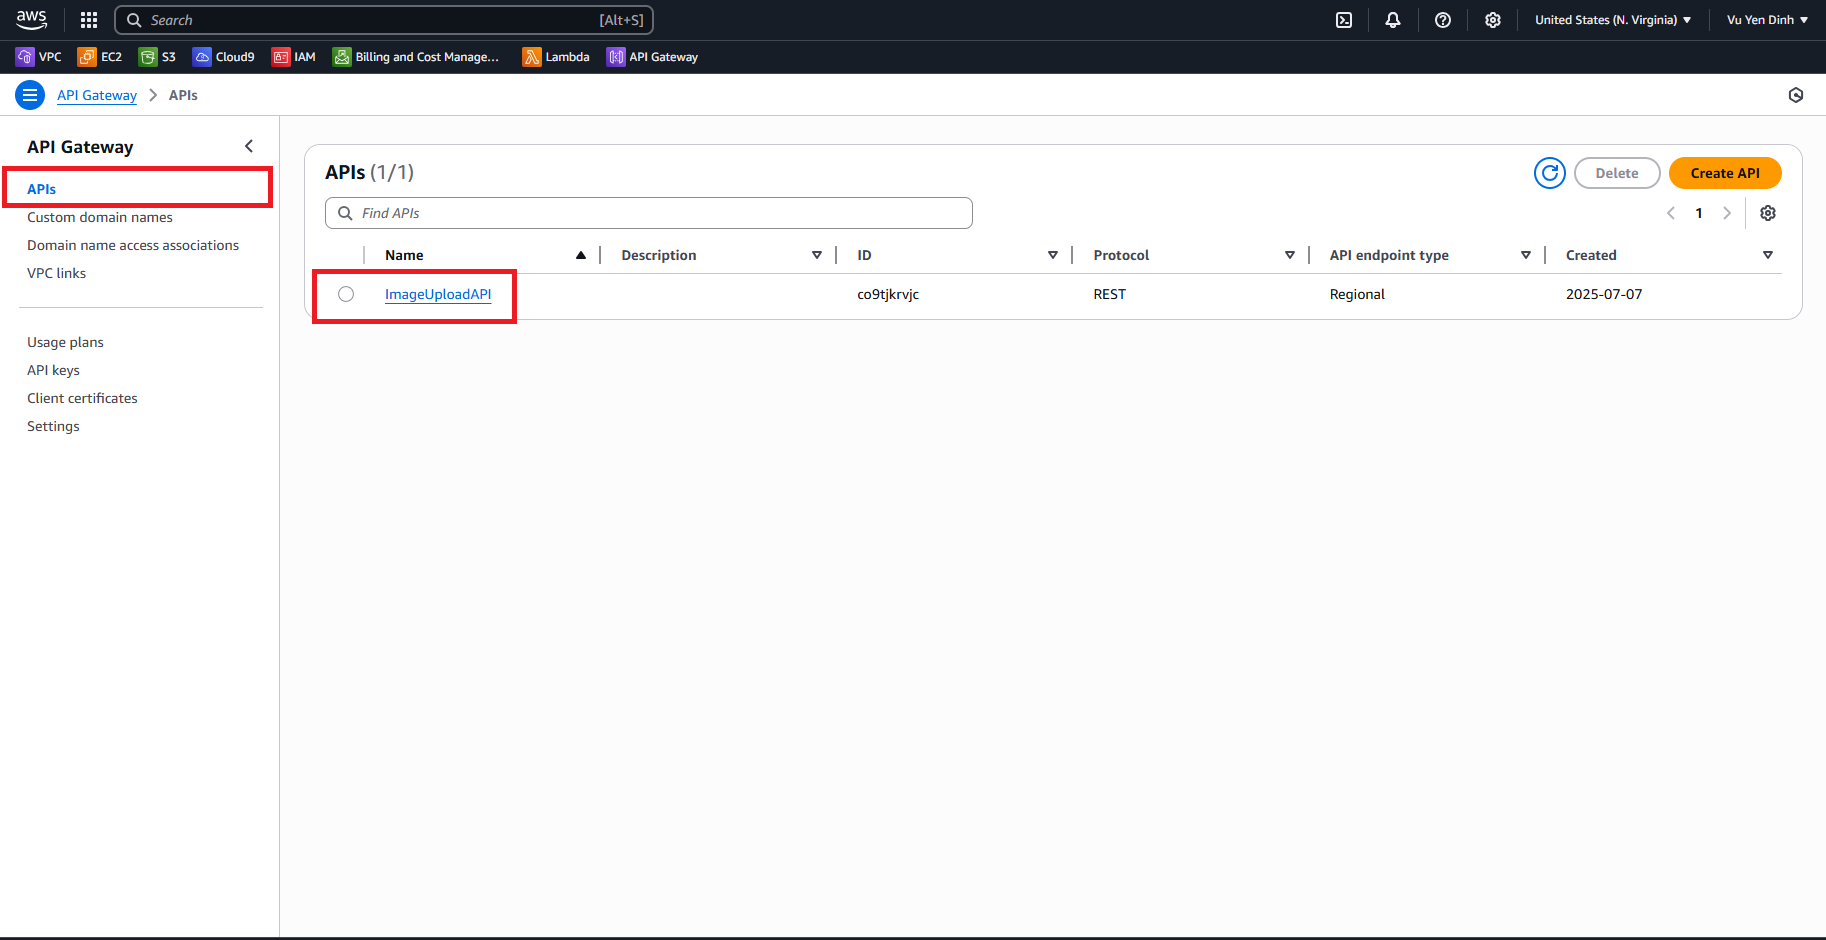 aws
Search [Alt+S] United States (N. Virginia) Vu Yen Dinh
VPC EC2 S3 Cloud9 IAM Billing and Cost Manage... Lambda API Gateway
API Gateway APIs
API Gateway
APIs
Custom domain names
Domain name access associations
VPC links
Usage plans
API keys
Client certificates
Settings
APIs (1/1) Delete Create API
Find APIs 1
Name Description ID Protocol API endpoint type Created
ImageUploadAPI co9tjkrvjc REST Regional 2025-07-07